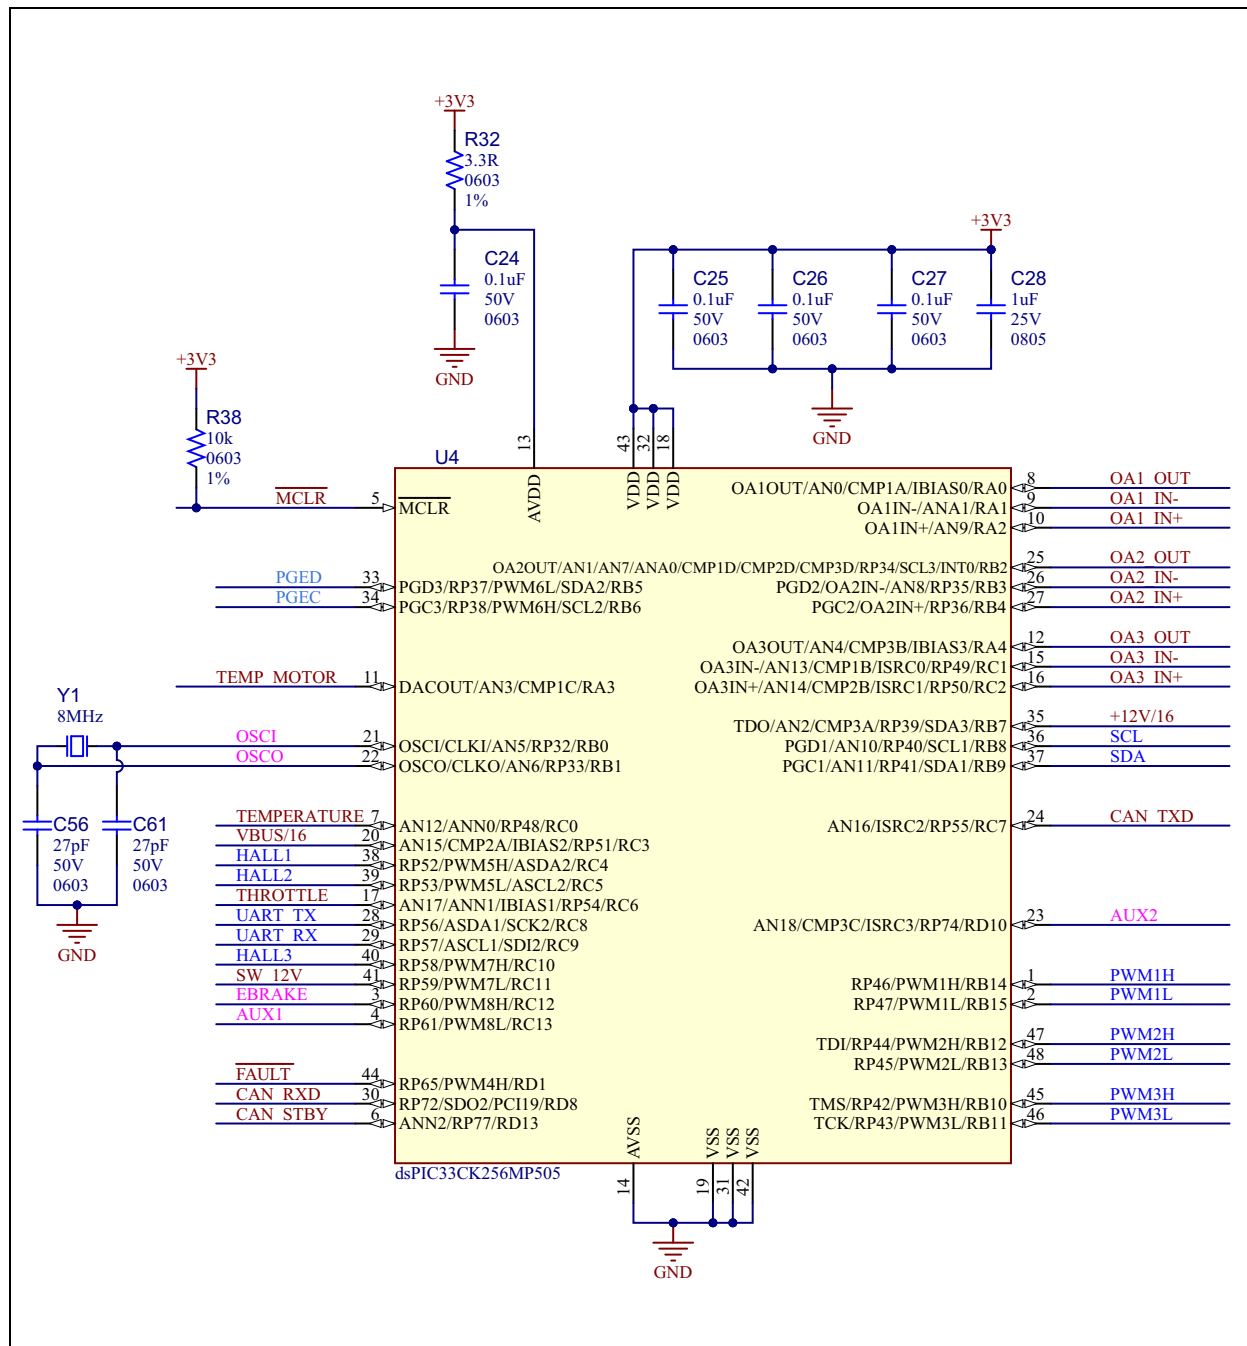 +3V3
R32
3.3R
0603
1%
C24
0.1uF
50V
0603
GND
+3V3
C25
0.1uF
50V
0603
C26
0.1uF
50V
0603
C27
0.1uF
50V
0603
C28
1uF
25V
0805
GND
+3V3
R38
10k
0603
1%
U4
13
AVDD
43
VDD
32
VDD
18
VDD
MCLR 5 MCLR
PGED 33 PGD3/RP37/PWM6L/SDA2/RB5
PGEC 34 PGC3/RP38/PWM6H/SCL2/RB6
TEMP_MOTOR 11 DACOUT/AN3/CMP1C/RA3
Y1
8MHz
OSCI 21 OSCI/CLKI/AN5/RP32/RB0
OSCO 22 OSCO/CLKO/AN6/RP33/RB1
C56
27pF
50V
0603
C61
27pF
50V
0603
GND
TEMPERATURE 7 AN12/ANN0/RP48/RC0
VBUS/16 20 AN15/CMP2A/IBIAS2/RP51/RC3
HALL1 38 RP52/PWM5H/ASDA2/RC4
HALL2 39 RP53/PWM5L/ASCL2/RC5
THROTTLE 17 AN17/ANN1/IBIAS1/RP54/RC6
UART_TX 28 RP56/ASDA1/SCK2/RC8
UART_RX 29 RP57/ASCL1/SDI2/RC9
HALL3 40 RP58/PWM7H/RC10
SW_12V 41 RP59/PWM7L/RC11
EBRAKE 3 RP60/PWM8H/RC12
AUX1 4 RP61/PWM8L/RC13
FAULT 44 RP65/PWM4H/RD1
CAN_RXD 30 RP72/SDO2/PCI19/RD8
CAN_STBY 6 ANN2/RP77/RD13
OA1OUT/AN0/CMP1A/IBIAS0/RA0 8 OA1_OUT
OA1IN-/ANA1/RA1 9 OA1_IN-
OA1IN+/AN9/RA2 10 OA1_IN+
OA2OUT/AN1/AN7/ANA0/CMP1D/CMP2D/CMP3D/RP34/SCL3/INT0/RB2 25 OA2_OUT
PGD2/OA2IN-/AN8/RP35/RB3 26 OA2_IN-
PGC2/OA2IN+/RP36/RB4 27 OA2_IN+
OA3OUT/AN4/CMP3B/IBIAS3/RA4 12 OA3_OUT
OA3IN-/AN13/CMP1B/ISRC0/RP49/RC1 15 OA3_IN-
OA3IN+/AN14/CMP2B/ISRC1/RP50/RC2 16 OA3_IN+
TDO/AN2/CMP3A/RP39/SDA3/RB7 35 +12V/16
PGD1/AN10/RP40/SCL1/RB8 36 SCL
PGC1/AN11/RP41/SDA1/RB9 37 SDA
AN16/ISRC2/RP55/RC7 24 CAN_TXD
AN18/CMP3C/ISRC3/RP74/RD10 23 AUX2
RP46/PWM1H/RB14 1 PWM1H
RP47/PWM1L/RB15 2 PWM1L
TDI/RP44/PWM2H/RB12 47 PWM2H
RP45/PWM2L/RB13 48 PWM2L
TMS/RP42/PWM3H/RB10 45 PWM3H
TCK/RP43/PWM3L/RB11 46 PWM3L
AVSS
14
VSS
19
VSS
31
VSS
42
dsPIC33CK256MP505
GND